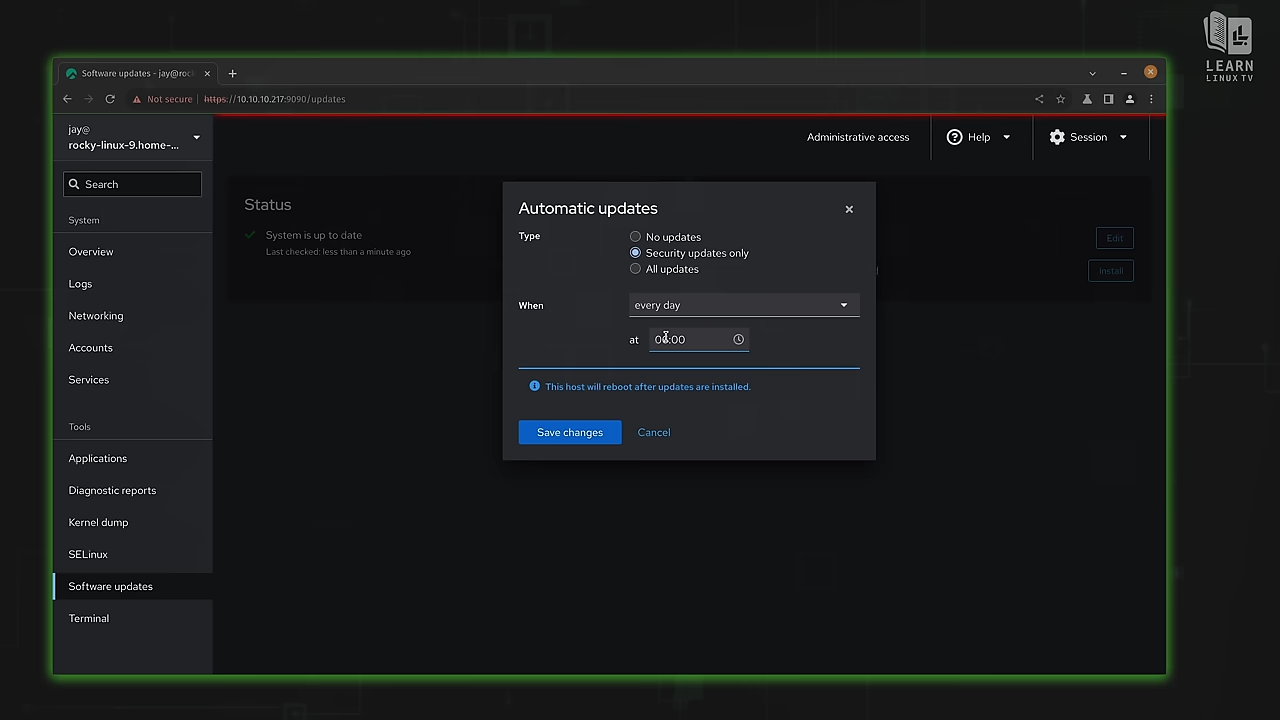 LEARN
LINUX TV
Software updates - jay@roc
Not secure
https://10.10.10.217:9090/updates
jay@
rocky-linux-9.home-...
Administrative access
Help
Session
Search
System
Overview
Logs
Networking
Accounts
Services
Tools
Applications
Diagnostic reports
Kernel dump
SELinux
Software updates
Terminal
Status
System is up to date
Last checked: less than a minute ago
Edit
Install
Automatic updates
Type
No updates
Security updates only
All updates
When
every day
at
:00
This host will reboot after updates are installed.
Save changes
Cancel